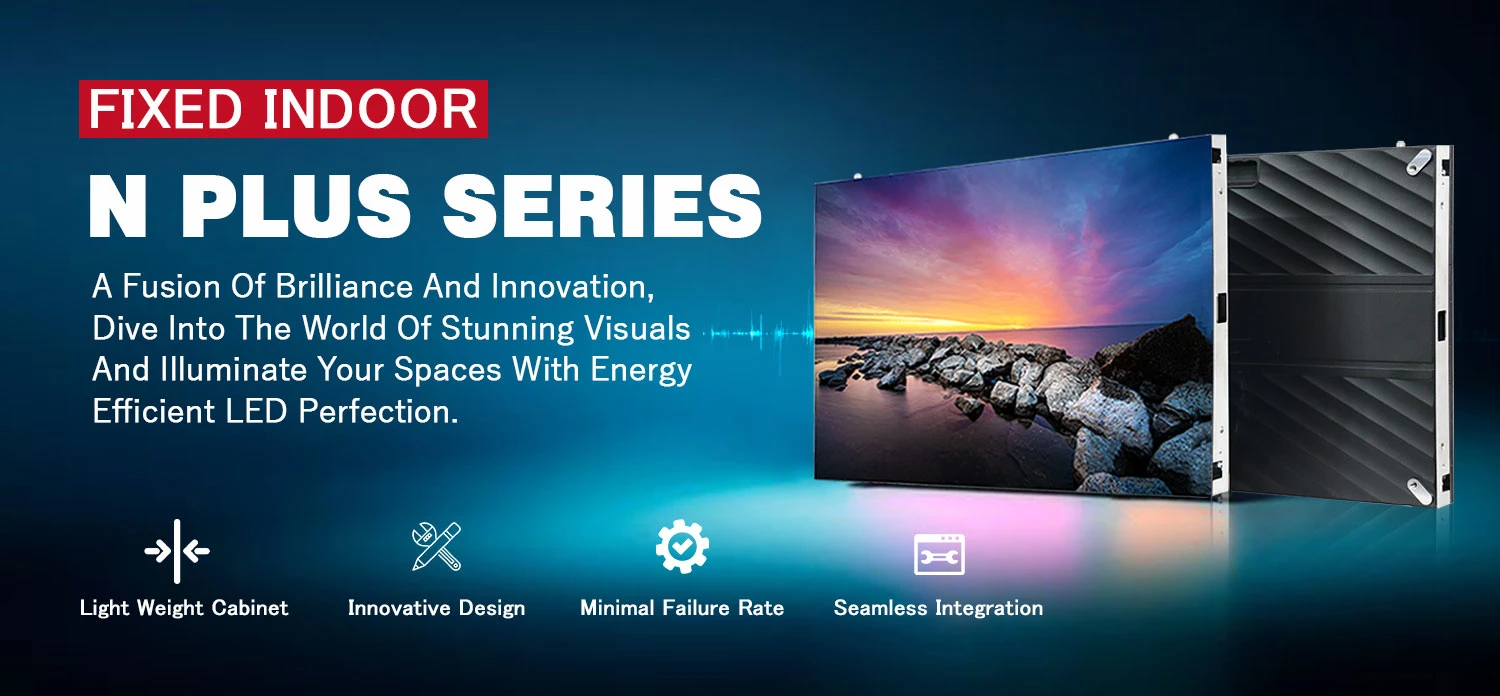 FIXED INDOOR
N PLUS SERIES
A Fusion Of Brilliance And Innovation,
Dive Into The World Of Stunning Visuals
And Illuminate Your Spaces With Energy
Efficient LED Perfection.
Light Weight Cabinet
Innovative Design
Minimal Failure Rate
Seamless Integration